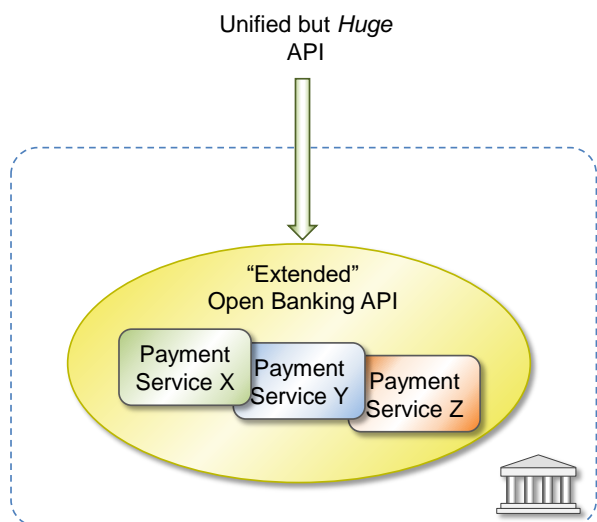 Unified but Huge
API
“Extended”
Open Banking API
Payment
Service X
Payment
Service Y
Payment
Service Z